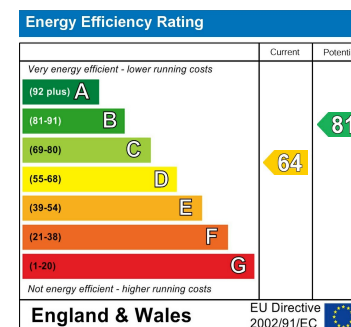 Energy Efficiency Rating
Current
Potenti
Very energy efficient - lower running costs
(92 plus) A
(81-91) B
81
(69-80) C
64
(55-68) D
(39-54) E
(21-38) F
(1-20) G
Not energy efficient - higher running costs
England & Wales
EU Directive
2002/91/EC